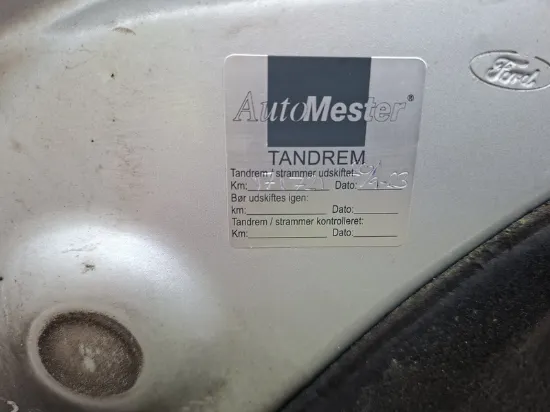 Ford
AutoMester®
TANDREM
Tandrem / strammer udskiftet:
Km: Dato:
Bør udskiftes igen:
km: Dato:
Tandrem / strammer kontrolleret:
Km: Dato: